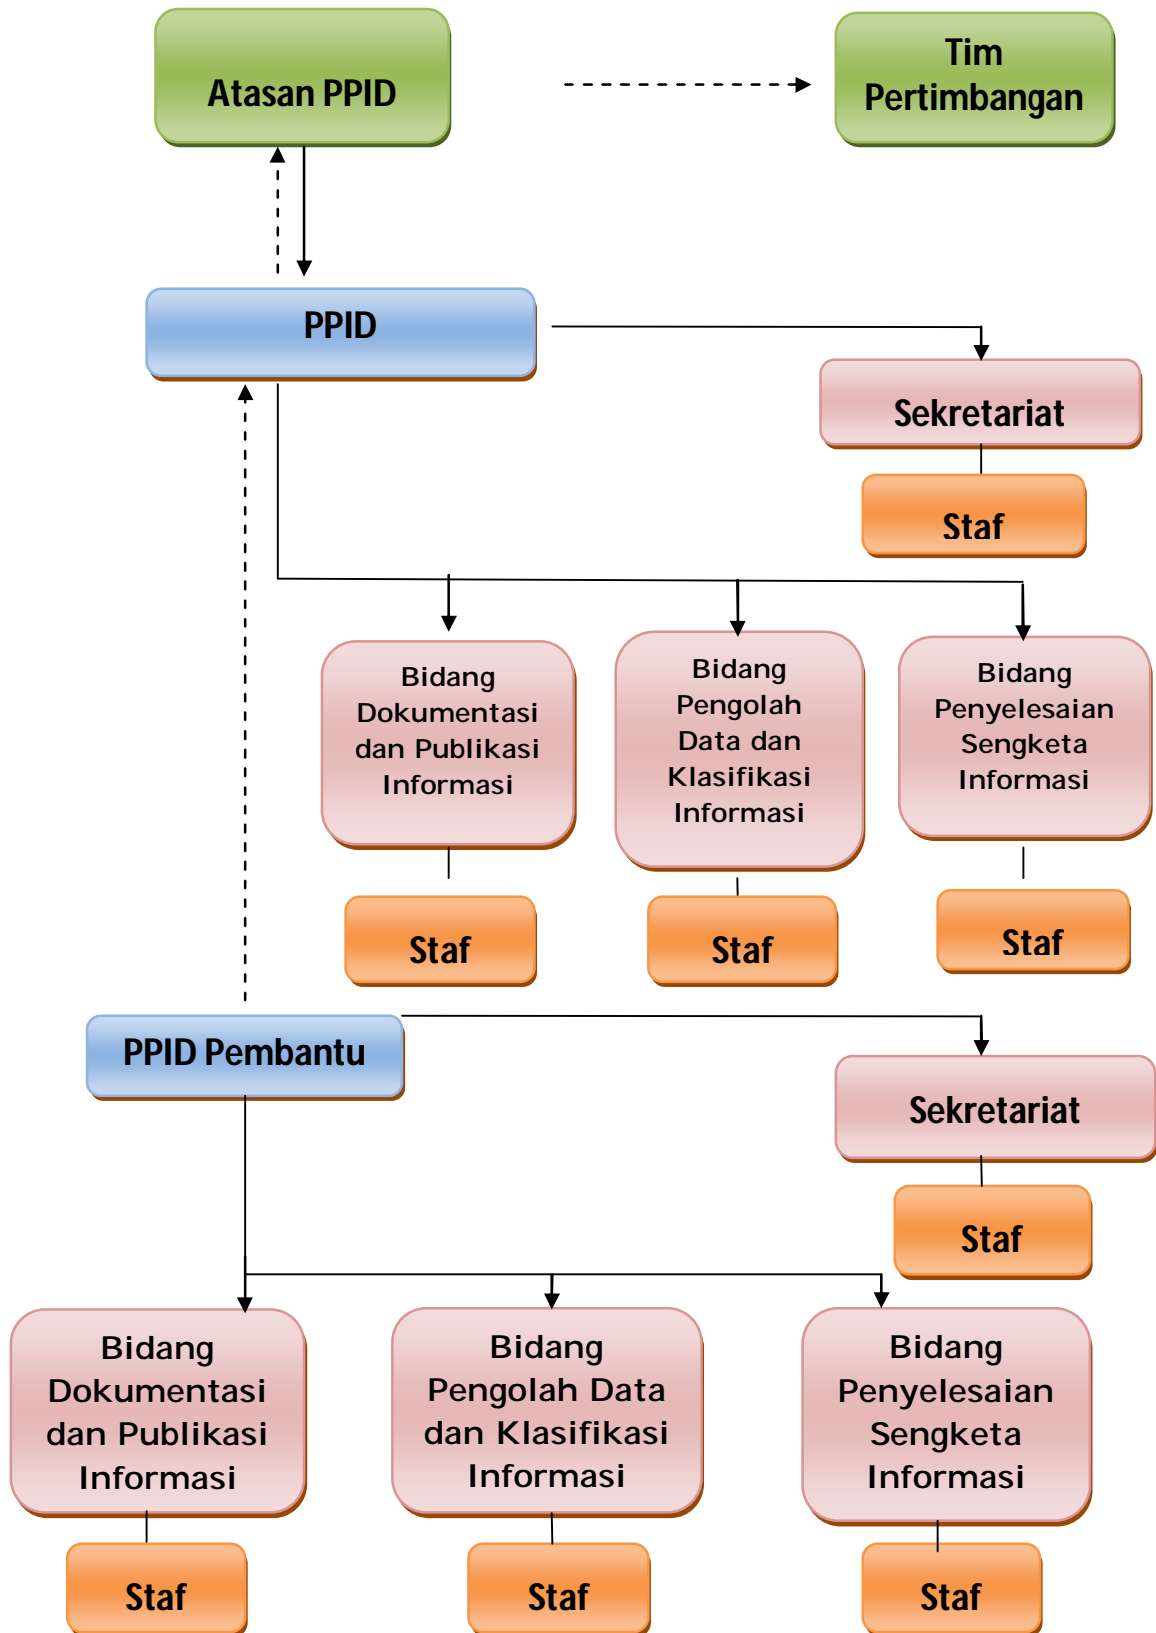 Atasan PPID
Tim
Pertimbangan
PPID
Sekretariat
Staf
Bidang
Dokumentasi
dan Publikasi
Informasi
Bidang
Pengolah
Data dan
Klasifikasi
Informasi
Bidang
Penyelesaian
Sengketa
Informasi
Staf
Staf
Staf
PPID Pembantu
Sekretariat
Staf
Bidang
Dokumentasi
dan Publikasi
Informasi
Bidang
Pengolah Data
dan Klasifikasi
Informasi
Bidang
Penyelesaian
Sengketa
Informasi
Staf
Staf
Staf